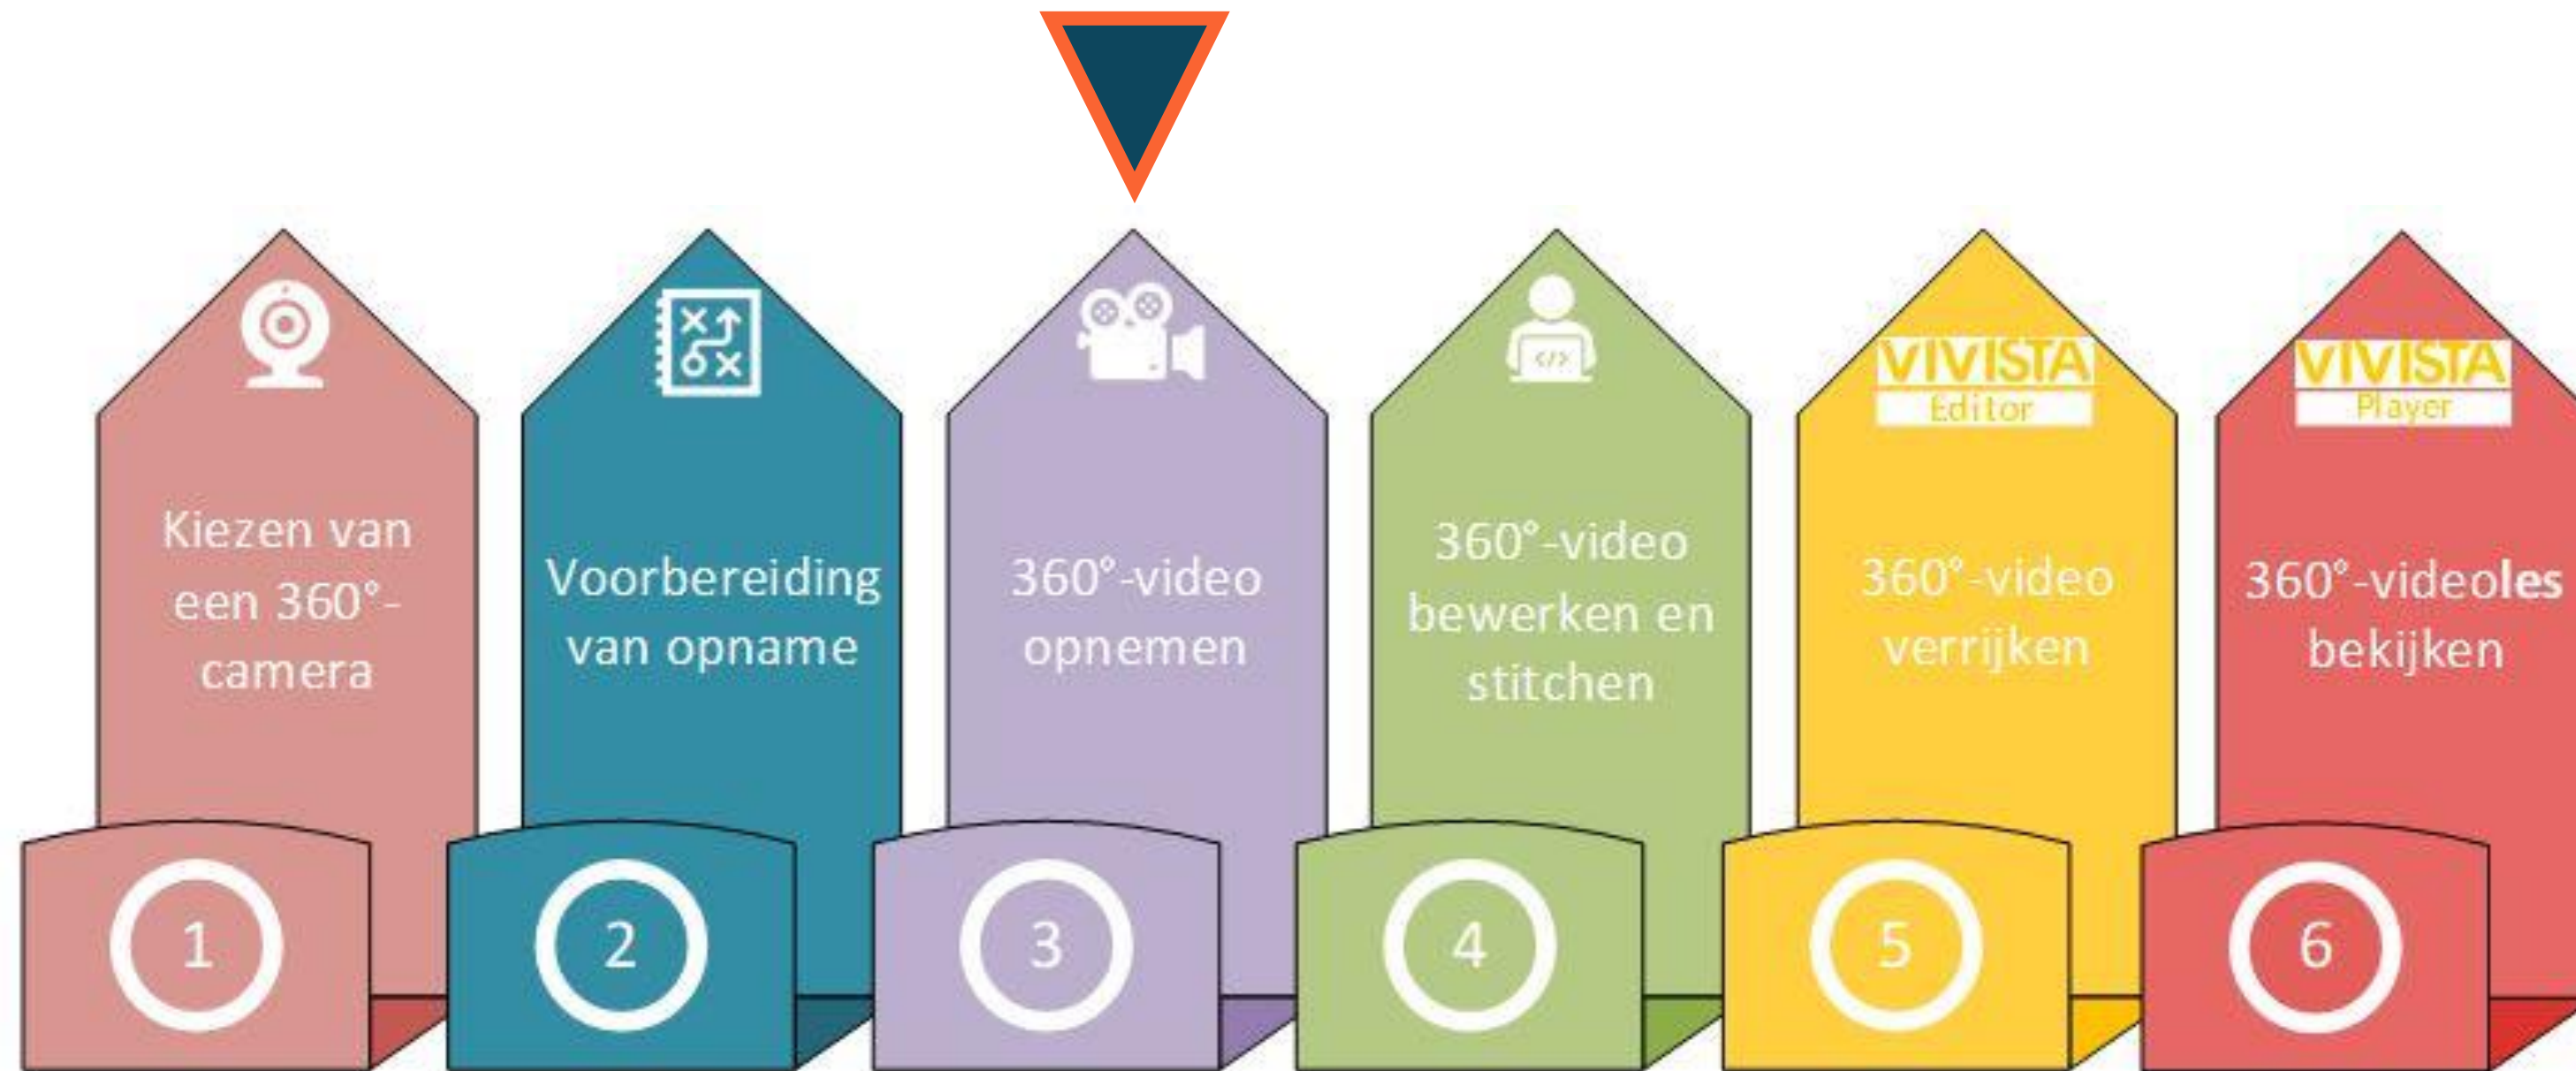 Kiezen van
een 360°-
camera
1
Voorbereiding
van opname
2
360°-video
opnemen
3
</>
360°-video
bewerken en
stitchen
4
VIVISTA
Editor
360°-video
verrijken
5
VIVISTA
Player
360°-videoles
bekijken
6